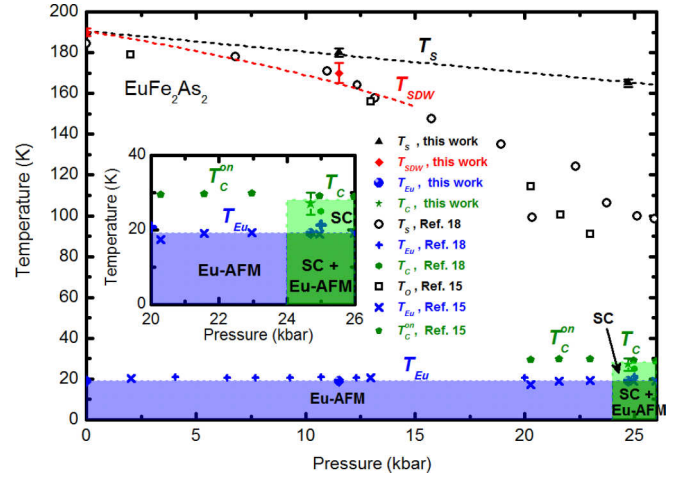 200
180
160
140
120
100
80
60
40
20
0
Temperature (K)
0
5
10
15
20
25
Pressure (kbar)
EuFe2As2
TS
TSDW
TS, this work
TSDW, this work
TEu, this work
TC, this work
TS, Ref. 18
TEu, Ref. 18
TC, Ref. 18
TO, Ref. 15
TEu, Ref. 15
TCon, Ref. 15
40
30
20
10
0
Temperature (K)
20
21
22
23
24
25
26
Pressure (kbar)
TCon
TC
SC
TEu
Eu-AFM
SC +
Eu-AFM
SC
TCon
TC
TEu
Eu-AFM
SC +
Eu-AFM